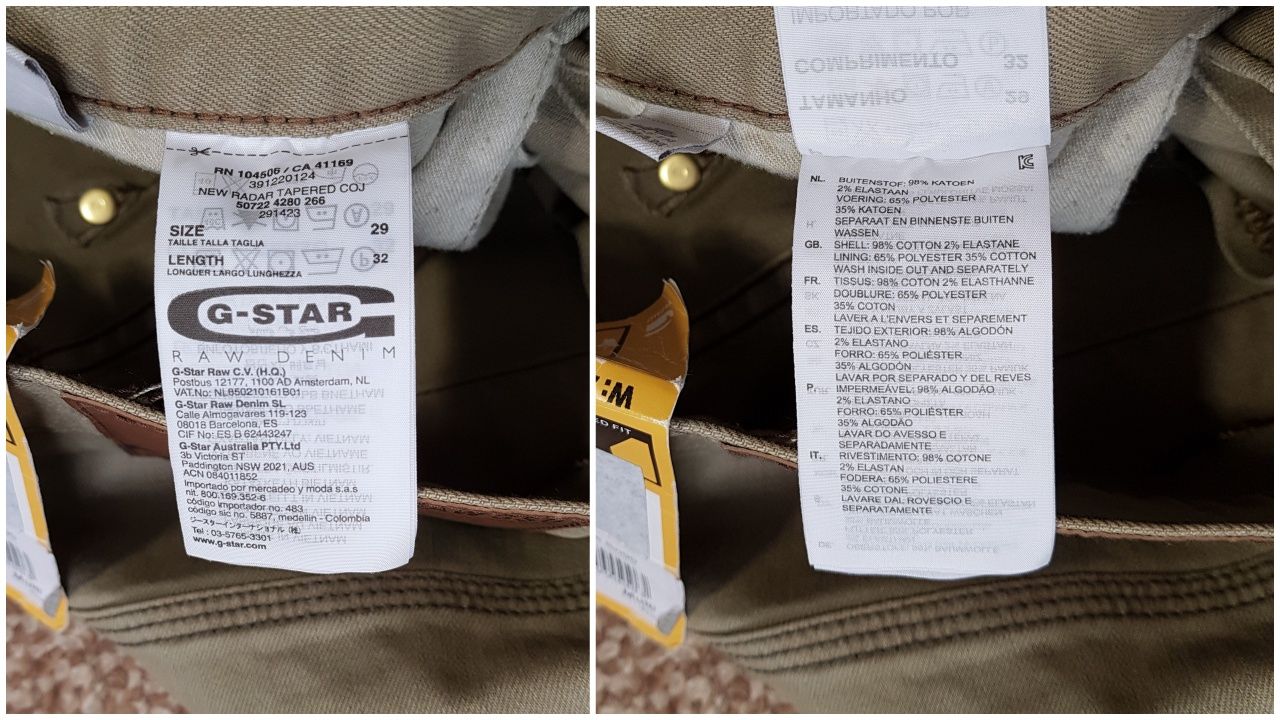 RN 104506 / CA 41169
391220124
NEW RADAR TAPERED COJ
50722 4280 266
291423
SIZE 29
TAILLE TALLA TAGLIA
LENGTH 32
LONGUER LARGO LUNGHEZZA
G-STAR
RAW DENIM
G-Star Raw C.V. (H.Q.)
Postbus 12177, 1100 AD Amsterdam, NL
VAT.No: NL850210161B01
G-Star Raw Denim SL
Calle Almogavares 119-123
08018 Barcelona, ES
CIF No: ES B 62443247
G-Star Australia PTY.Ltd
3b Victoria ST
Paddington NSW 2021, AUS
ACN 084011852
Importado por mercadeo y moda s.a.s
nit. 800.169.352-6
código importador no. 483
código sic no. 5887, medellin - Colombia
ジースターインターナショナル (株)
Tel : 03-5765-3301
www.g-star.com
IMPORTADO POR
COMPRIMENTO 32
TAMANHO 29
NL. BUITENSTOF: 98% KATOEN
2% ELASTAAN
VOERING: 65% POLYESTER
35% KATOEN
SEPARAAT EN BINNENSTE BUITEN
WASSEN
GB. SHELL: 98% COTTON 2% ELASTANE
LINING: 65% POLYESTER 35% COTTON
WASH INSIDE OUT AND SEPARATELY
FR. TISSUS: 98% COTON 2% ELASTHANNE
DOUBLURE: 65% POLYESTER
35% COTON
LAVER A L'ENVERS ET SEPAREMENT
ES. TEJIDO EXTERIOR: 98% ALGODÓN
2% ELASTANO
FORRO: 65% POLIÉSTER
35% ALGODÓN
LAVAR POR SEPARADO Y DEL REVES
P. IMPERMEÁVEL: 98% ALGODÃO
2% ELASTANO
FORRO: 65% POLIÉSTER
35% ALGODÃO
LAVAR DO AVESSO E
SEPARADAMENTE
IT. RIVESTIMENTO: 98% COTONE
2% ELASTAN
FODERA: 65% POLIESTERE
35% COTONE
LAVARE DAL ROVESCIO E
SEPARATAMENTE